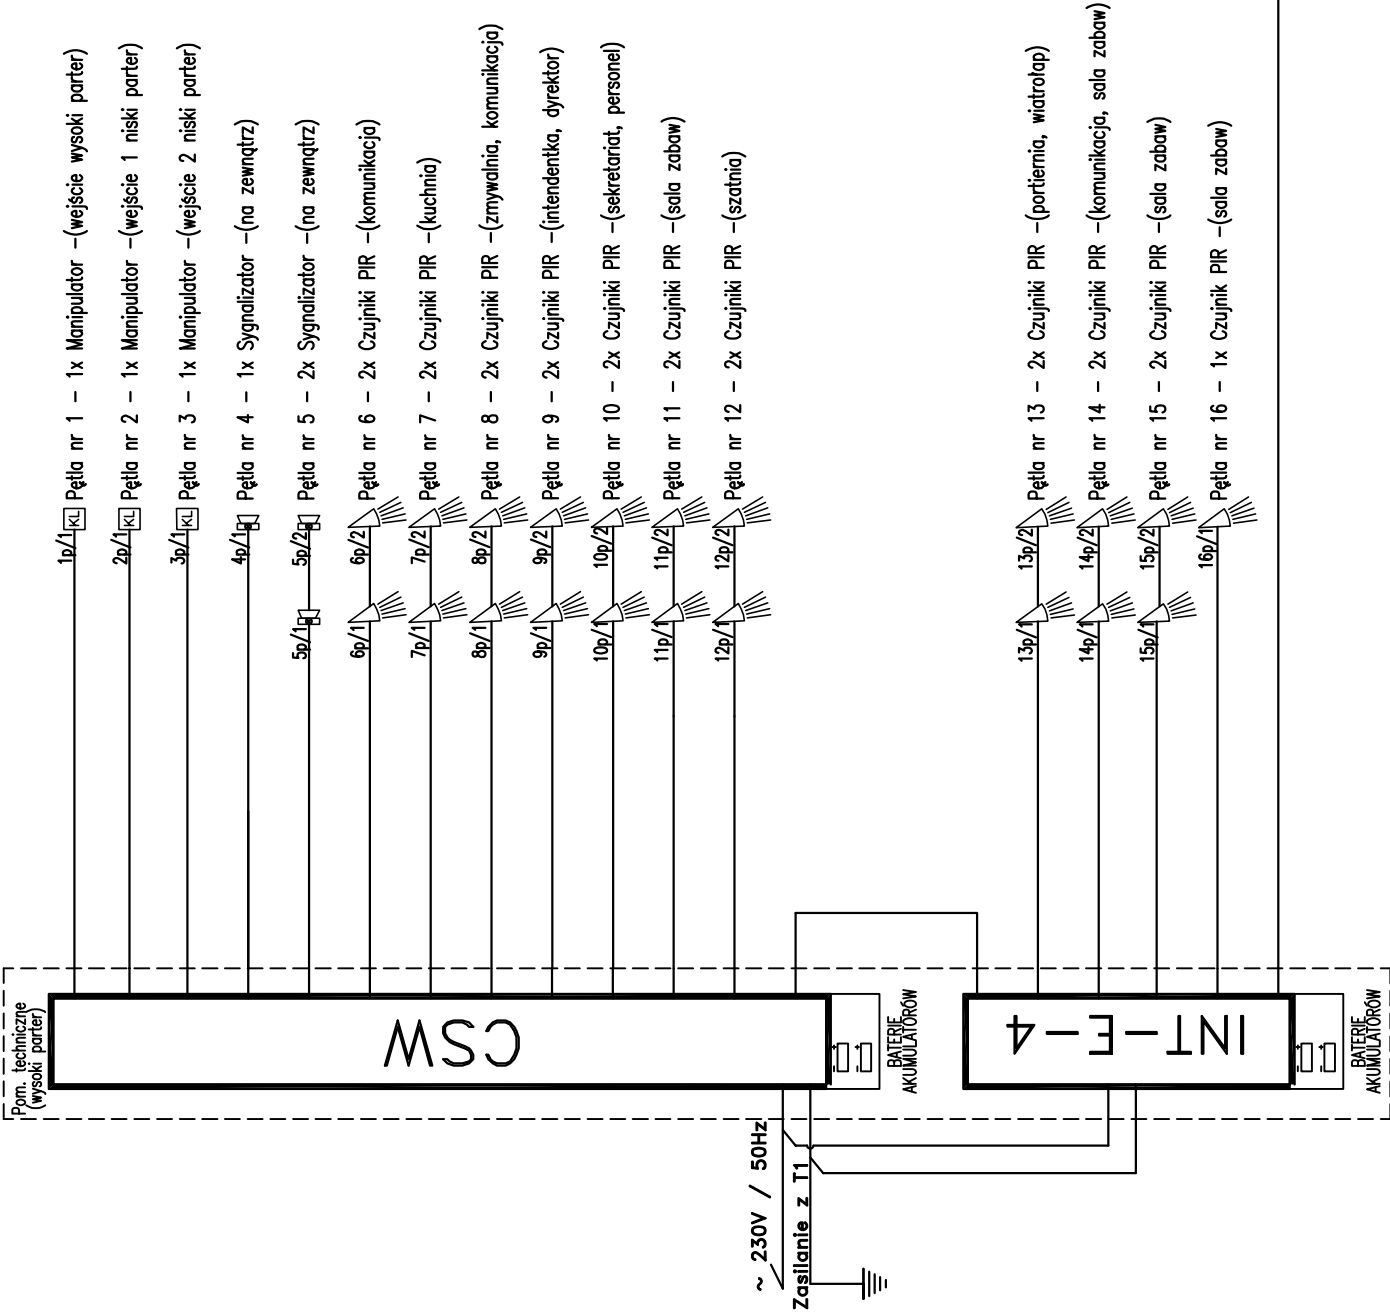 1p/1 KL Pętla nr 1 – 1x Manipulator –(wejście wysoki parter)
2p/1 KL Pętla nr 2 – 1x Manipulator –(wejście 1 niski parter)
3p/1 KL Pętla nr 3 – 1x Manipulator –(wejście 2 niski parter)
4p/1 Pętla nr 4 – 1x Sygnalizator –(na zewnątrz)
5p/1 5p/2 Pętla nr 5 – 2x Sygnalizator –(na zewnątrz)
6p/1 6p/2 Pętla nr 6 – 2x Czujniki PIR –(komunikacja)
7p/1 7p/2 Pętla nr 7 – 2x Czujniki PIR –(kuchnia)
8p/1 8p/2 Pętla nr 8 – 2x Czujniki PIR –(zmywalnia, komunikacja)
9p/1 9p/2 Pętla nr 9 – 2x Czujniki PIR –(intendentka, dyrektor)
10p/1 10p/2 Pętla nr 10 – 2x Czujniki PIR –(sekretariat, personel)
11p/1 11p/2 Pętla nr 11 – 2x Czujniki PIR –(sala zabaw)
12p/1 12p/2 Pętla nr 12 – 2x Czujniki PIR –(szatnia)
13p/1 13p/2 Pętla nr 13 – 2x Czujniki PIR –(portiernia, wiatrołap)
14p/1 14p/2 Pętla nr 14 – 2x Czujniki PIR –(komunikacja, sala zabaw)
15p/1 15p/2 Pętla nr 15 – 2x Czujniki PIR –(sala zabaw)
16p/1 Pętla nr 16 – 1x Czujnik PIR –(sala zabaw)
Pom. techniczne
(wysoki parter)
CSW
BATERIE
AKUMULATORÓW
INT-E-4
BATERIE
AKUMULATORÓW
~ 230V / 50Hz
Zasilanie z T1